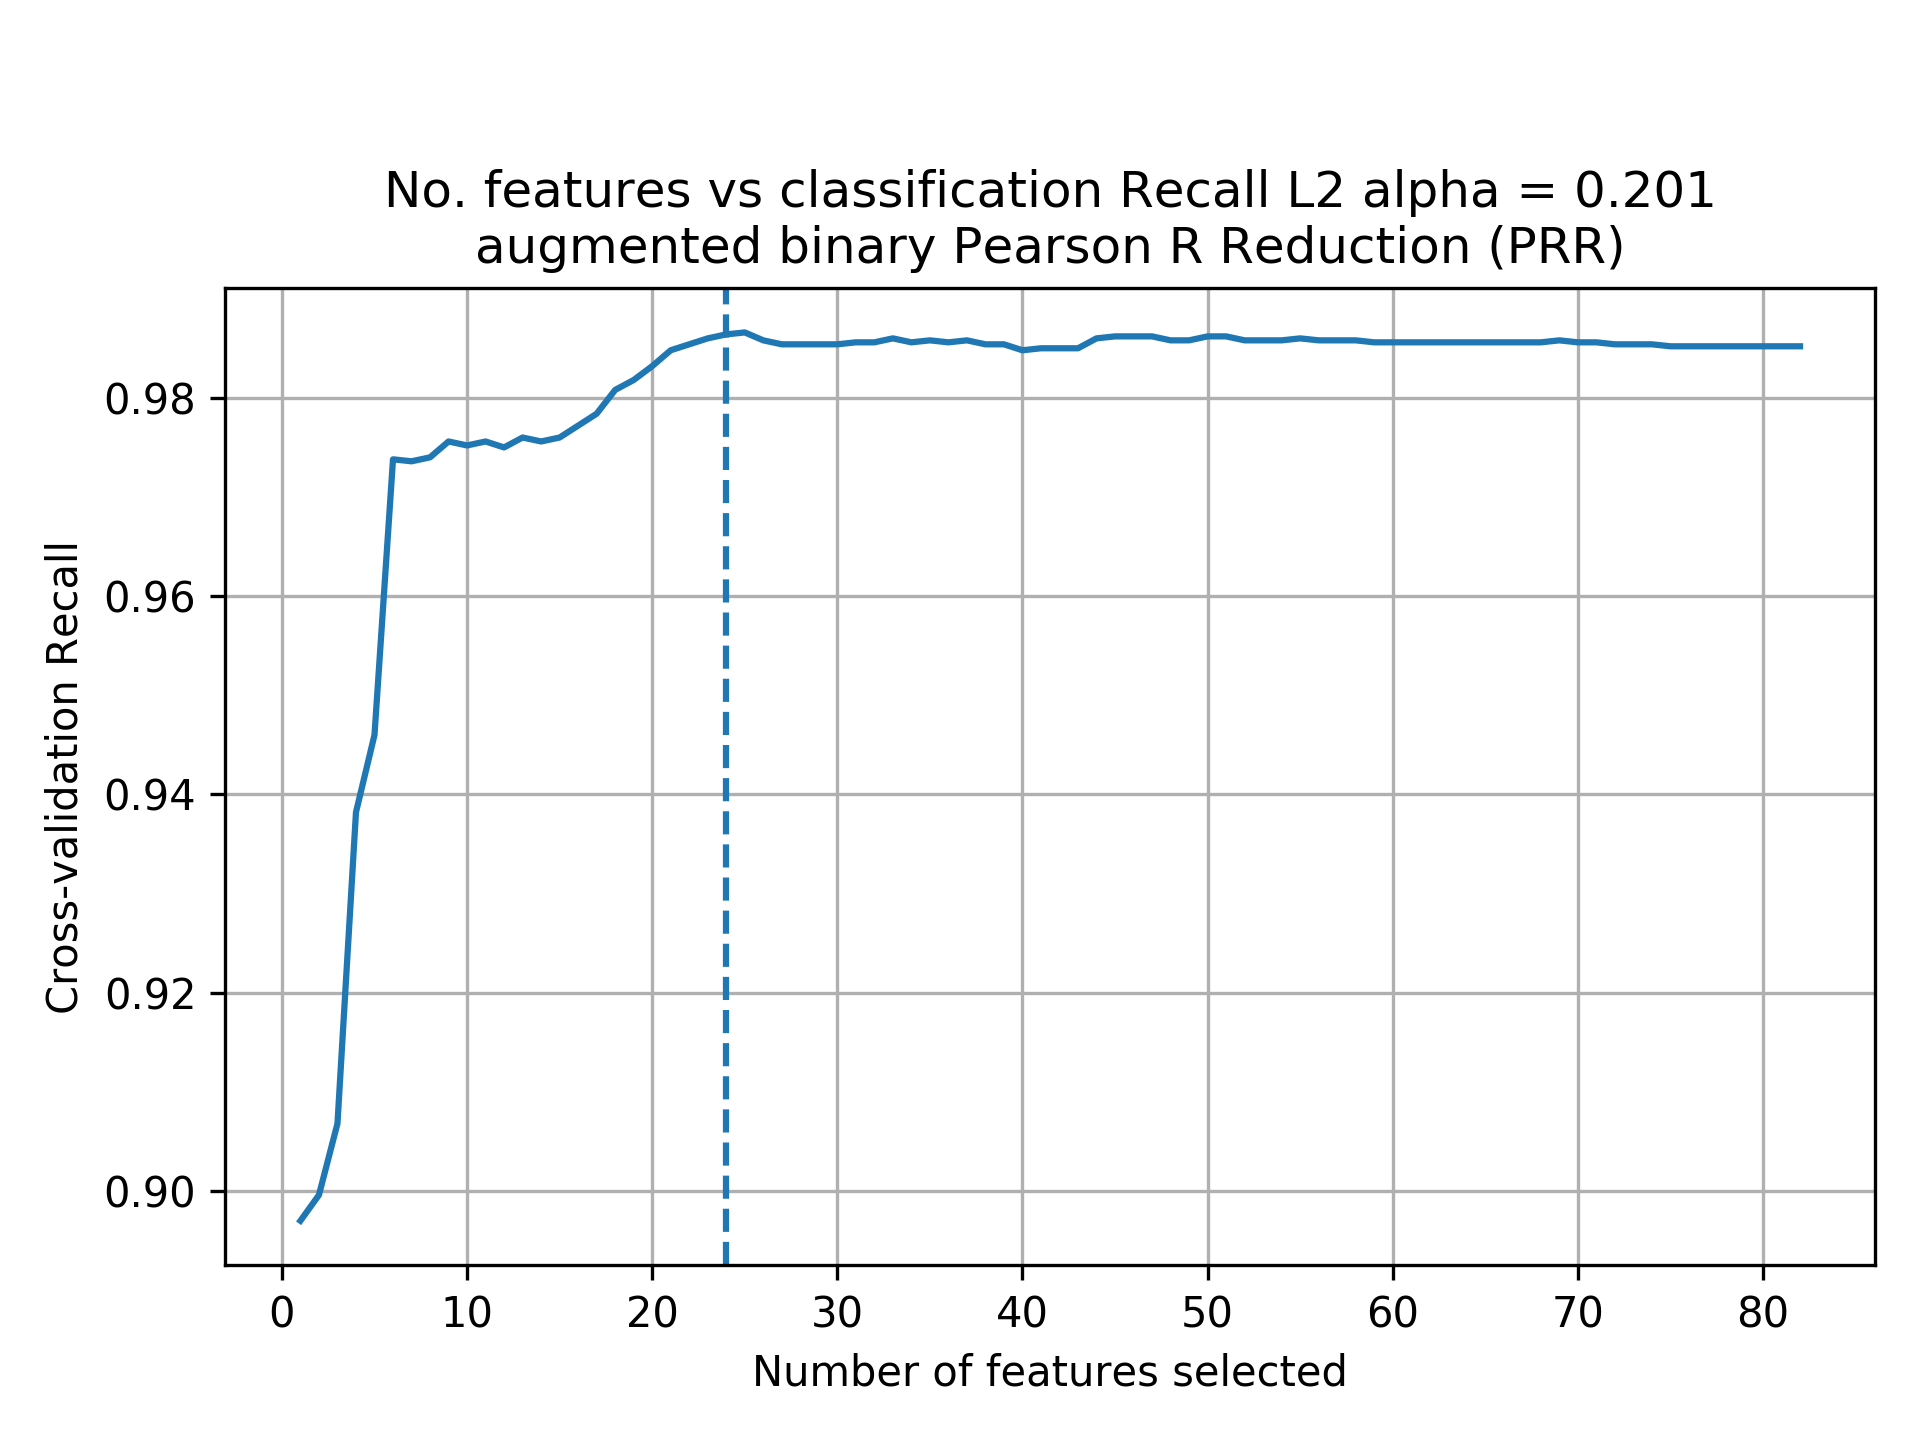 No. features vs classification Recall L2 alpha = 0.201
augmented binary Pearson R Reduction (PRR)
Cross-validation Recall
0.98
0.96
0.94
0.92
0.90
0 10 20 30 40 50 60 70 80
Number of features selected